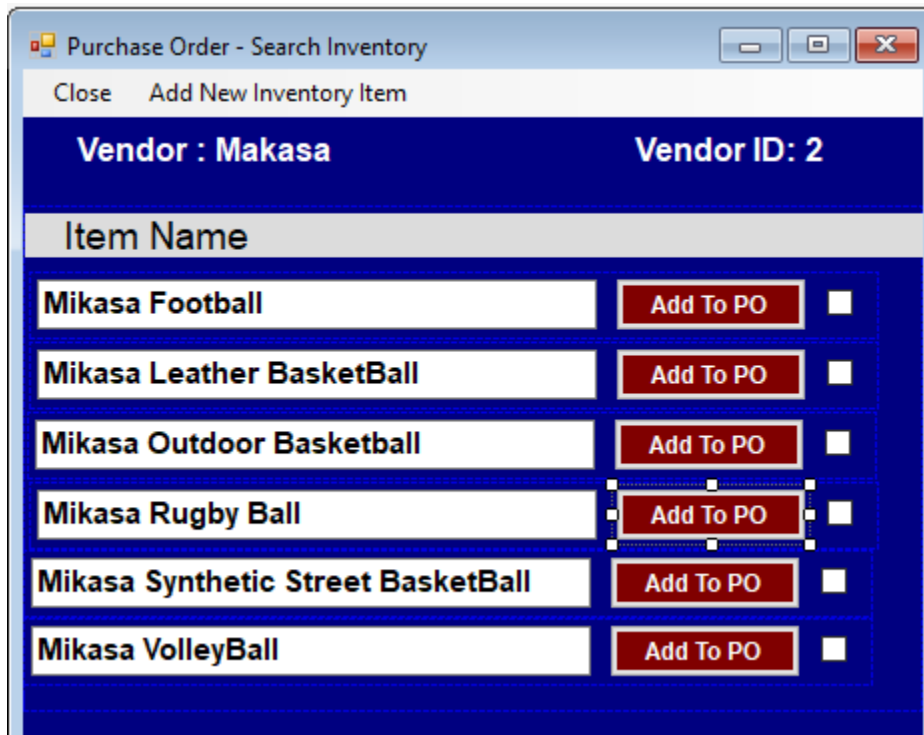 Purchase Order - Search Inventory
Close Add New Inventory Item
Vendor : Makasa Vendor ID: 2
Item Name
Mikasa Football Add To PO
Mikasa Leather BasketBall Add To PO
Mikasa Outdoor Basketball Add To PO
Mikasa Rugby Ball Add To PO
Mikasa Synthetic Street BasketBall Add To PO
Mikasa VolleyBall Add To PO